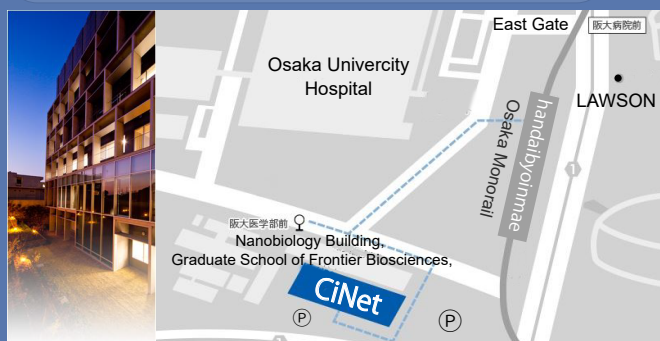 East Gate
阪大病院前
Osaka Univercity
Hospital
LAWSON
handaibyoinmae
Osaka Monorail
1
阪大医学部前
Nanobiology Building,
Graduate School of Frontier Biosciences,
CiNet
P
P